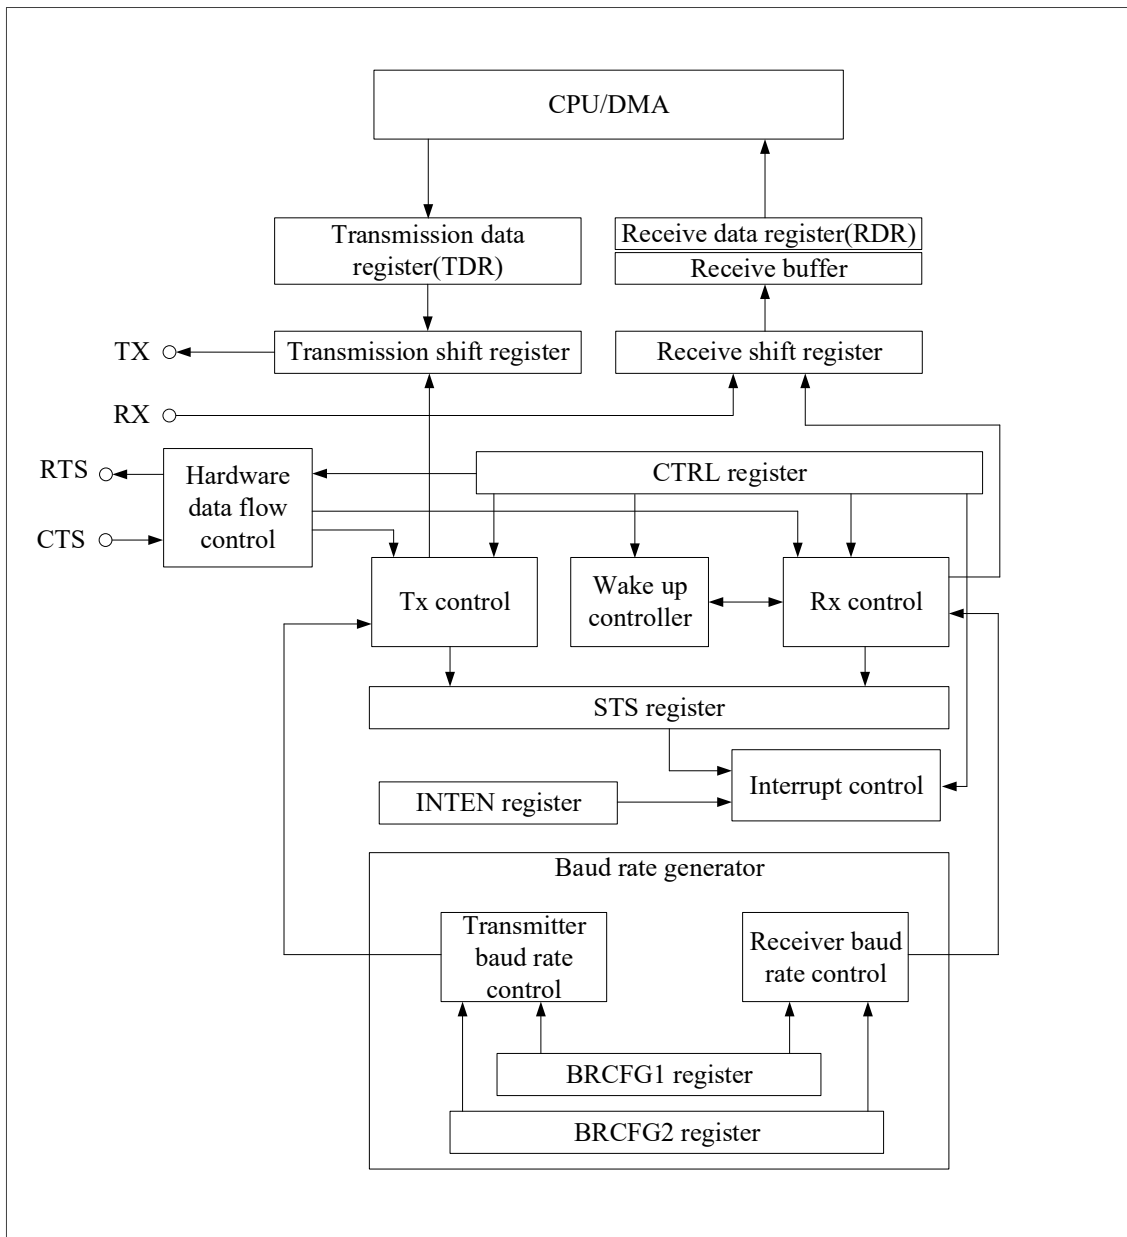 CPU/DMA
Transmission data
register(TDR)
Receive data register(RDR)
Receive buffer
TX
Transmission shift register
Receive shift register
RX
RTS
Hardware
data flow
control
CTRL register
CTS
Tx control
Wake up
controller
Rx control
STS register
Interrupt control
INTEN register
Baud rate generator
Transmitter
baud rate
control
Receiver baud
rate control
BRCFG1 register
BRCFG2 register